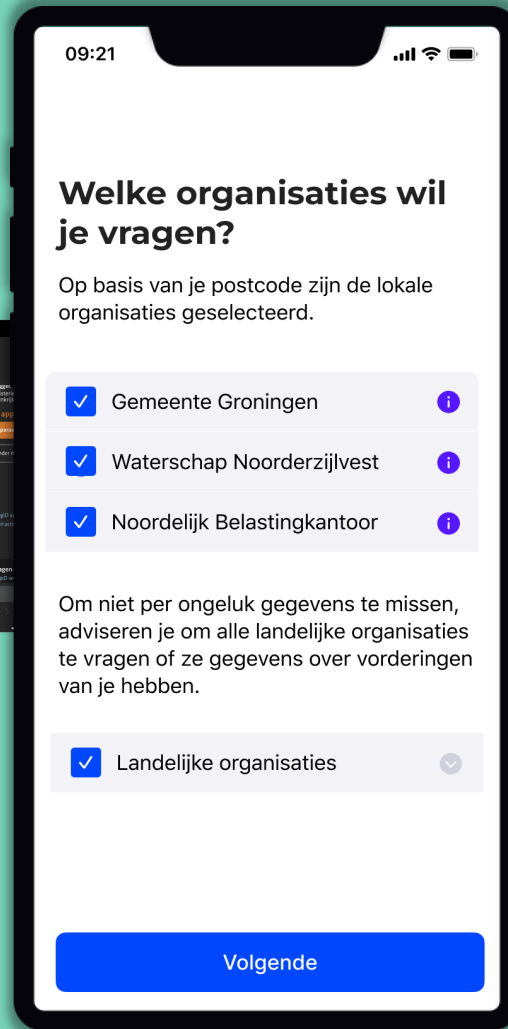 09:21
Welke organisaties wil
je vragen?
Op basis van je postcode zijn de lokale
organisaties geselecteerd.
Gemeente Groningen
Waterschap Noorderzijlvest
Noordelijk Belastingkantoor
Om niet per ongeluk gegevens te missen,
adviseren je om alle landelijke organisaties
te vragen of ze gegevens over vorderingen
van je hebben.
Landelijke organisaties
Volgende